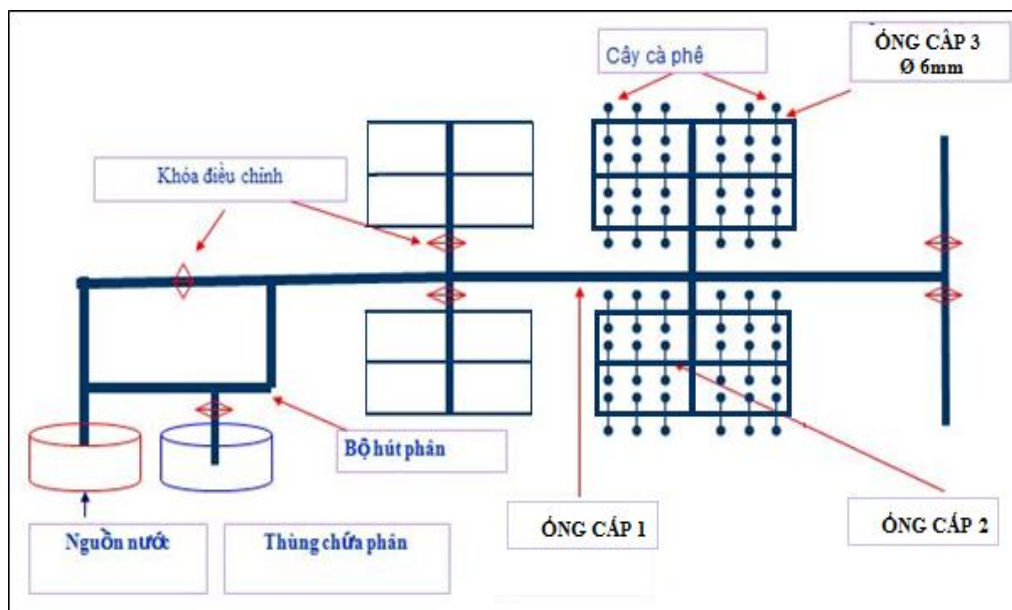 Cây cà phê
ỐNG CẤP 3
Ø 6mm
Khóa điều chỉnh
Bộ hút phân
Nguồn nước
Thùng chứa phân
ỐNG CẤP 1
ỐNG CẤP 2